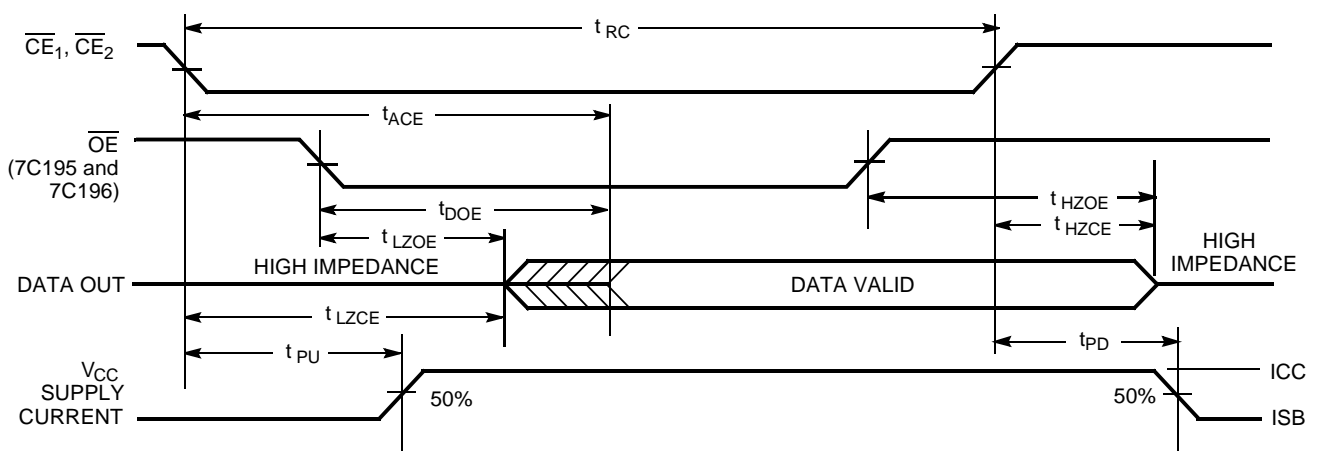 t RC
CE1, CE2
tACE
OE
(7C195 and
7C196)
tDOE
t HZOE
t HZCE
t LZOE
HIGH IMPEDANCE
HIGH
IMPEDANCE
DATA OUT
DATA VALID
t LZCE
t PU
tPD
VCC
SUPPLY
CURRENT
50%
50%
ICC
ISB